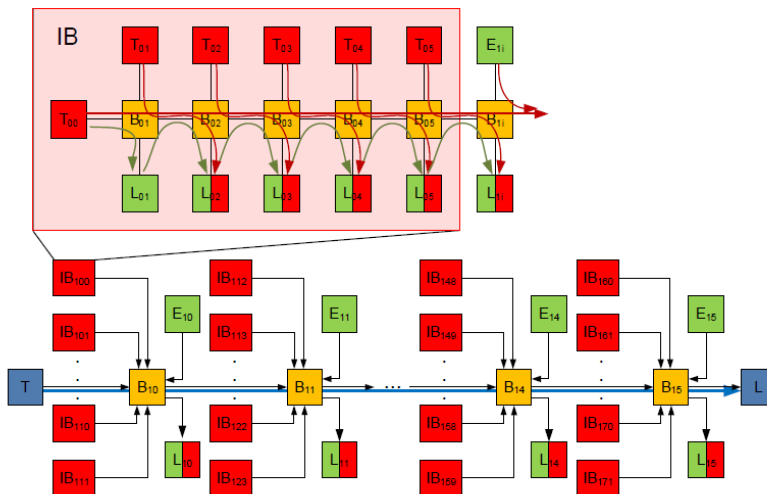 IB
T01 T02 T03 T04 T05 E1i
T00 B01 B02 B03 B04 B05 B1i
L01 L02 L03 L04 L05 L1i
IB100 IB112 IB148 IB160
E10 E11 E14 E15
IB101 IB113 IB149 IB161
T B10 B11 ... B14 B15 L
IB110 IB122 IB158 IB170
L10 L11 L14 L15
IB111 IB123 IB159 IB171